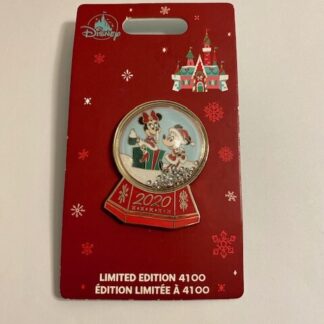 Disney
2020
LIMITED EDITION 4100
ÉDITION LIMITÉE À 4100